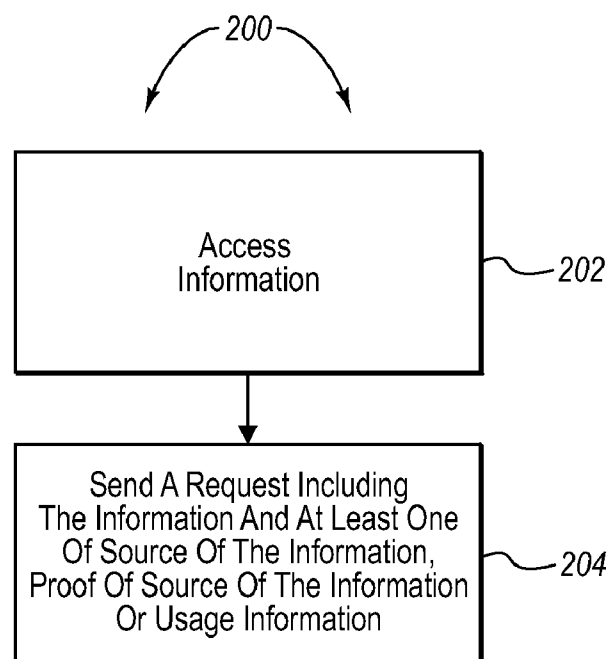 200
Access
Information
202
Send A Request Including
The Information And At Least One
Of Source Of The Information,
Proof Of Source Of The Information
Or Usage Information
204